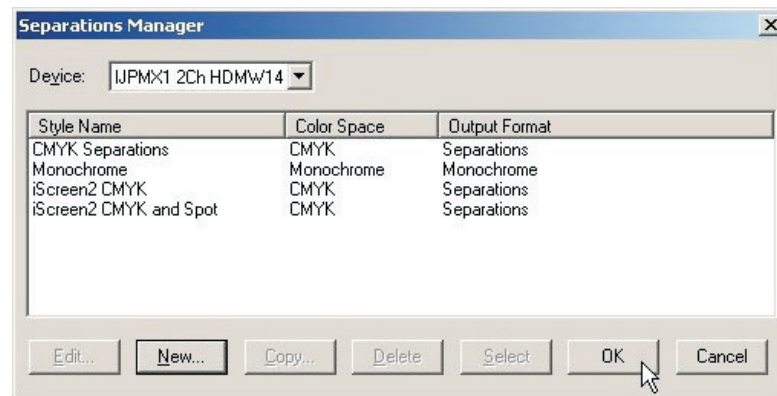 Separations Manager
Device: IJPMX1 2Ch HDMW14
Style Name Color Space Output Format
CMYK Separations CMYK Separations
Monochrome Monochrome Monochrome
iScreen2 CMYK CMYK Separations
iScreen2 CMYK and Spot CMYK Separations
Edit... New... Copy... Delete Select OK Cancel